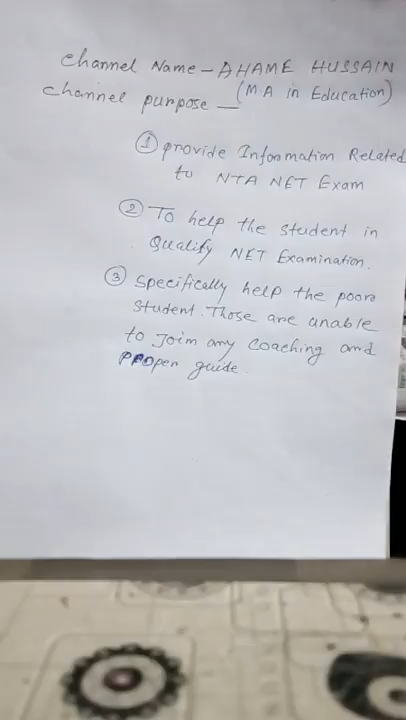 Channel Name - AHAME HUSSAIN
(M.A in Education)
Channel purpose —
① provide Information Related
to NTA NET Exam
② To help the student in
Qualify NET Examination.
③ Specifically help the poor
student. Those are unable
to Join any coaching and
PROper guide.